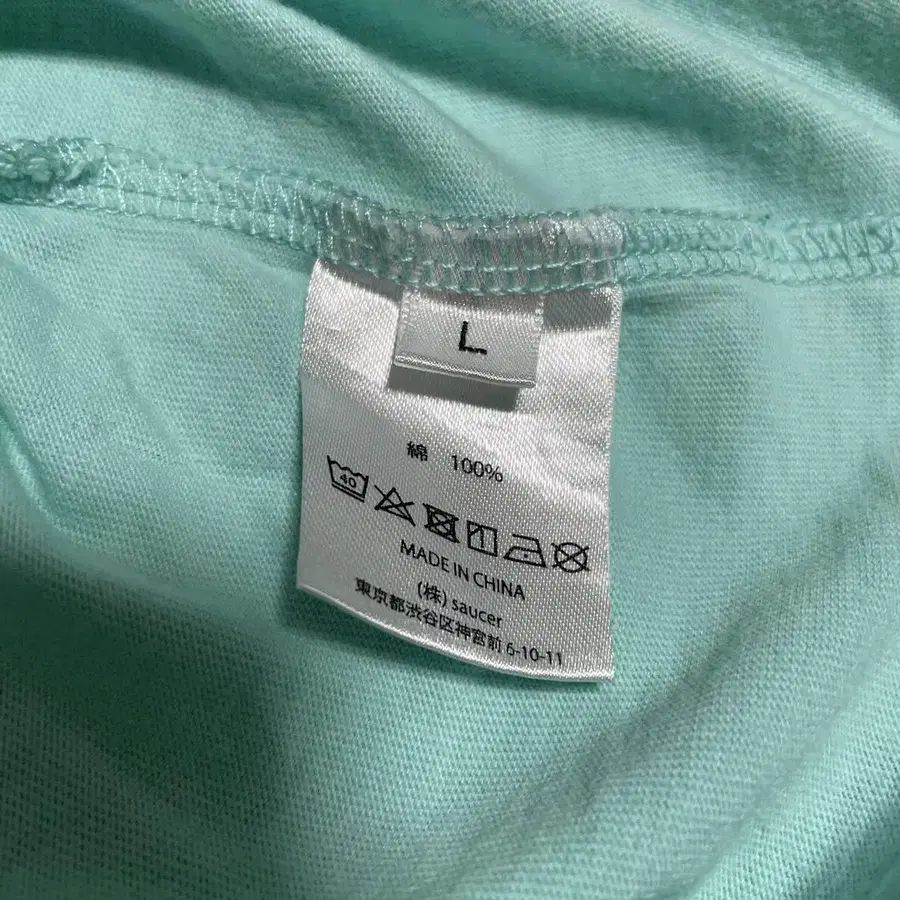 L
綿 100%
40
MADE IN CHINA
(株) saucer
東京都渋谷区神宮前 6-10-11